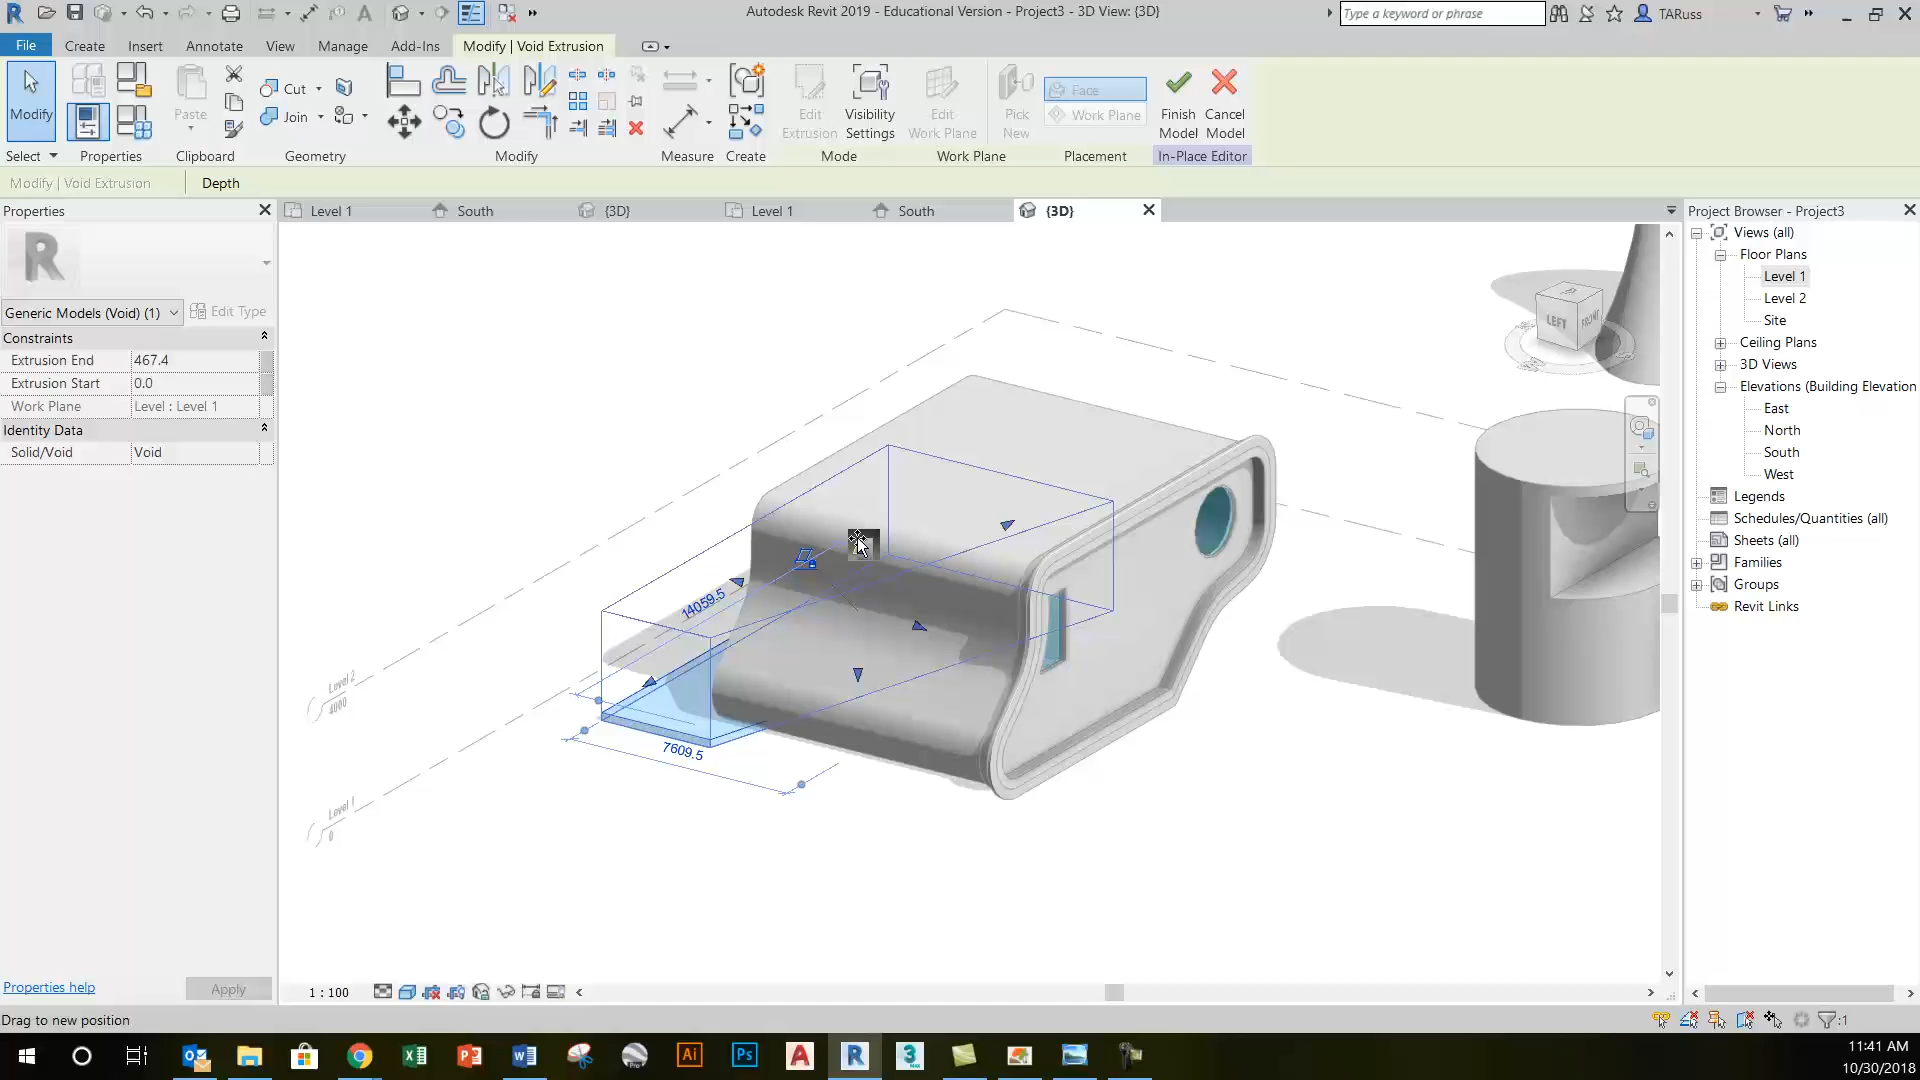 Autodesk Revit 2019 - Educational Version - Project3 - 3D View: {3D}
Type a keyword or phrase
TARuss
File
Create
Insert
Annotate
View
Manage
Add-Ins
Modify | Void Extrusion
Modify
Paste
Cut
Join
Edit
Extrusion
Visibility
Settings
Edit
Work Plane
Pick
New
Face
Work Plane
Finish
Model
Cancel
Model
Select
Properties
Clipboard
Geometry
Modify
Measure
Create
Mode
Work Plane
Placement
In-Place Editor
Modify | Void Extrusion
Depth
Properties
Level 1
South
{3D}
Level 1
South
{3D}
Project Browser - Project3
Generic Models (Void) (1)
Edit Type
Constraints
Extrusion End 467.4
Extrusion Start 0.0
Work Plane Level : Level 1
Identity Data
Solid/Void Void
Properties help
Apply
14059.5
7609.5
Level 2
4000
Level 1
0
LEFT
FRONT
Views (all)
Floor Plans
Level 1
Level 2
Site
Ceiling Plans
3D Views
Elevations (Building Elevation
East
North
South
West
Legends
Schedules/Quantities (all)
Sheets (all)
Families
Groups
Revit Links
1 : 100
Drag to new position
:1
11:41 AM
10/30/2018